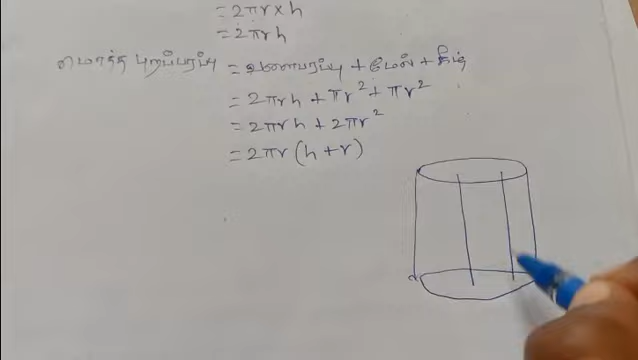 = 2πr × h
= 2πrh
மொத்த புறப்பரப்பு = வளைபரப்பு + மேல் + கீழ்
= 2πrh + πr² + πr²
= 2πrh + 2πr²
= 2πr (h + r)